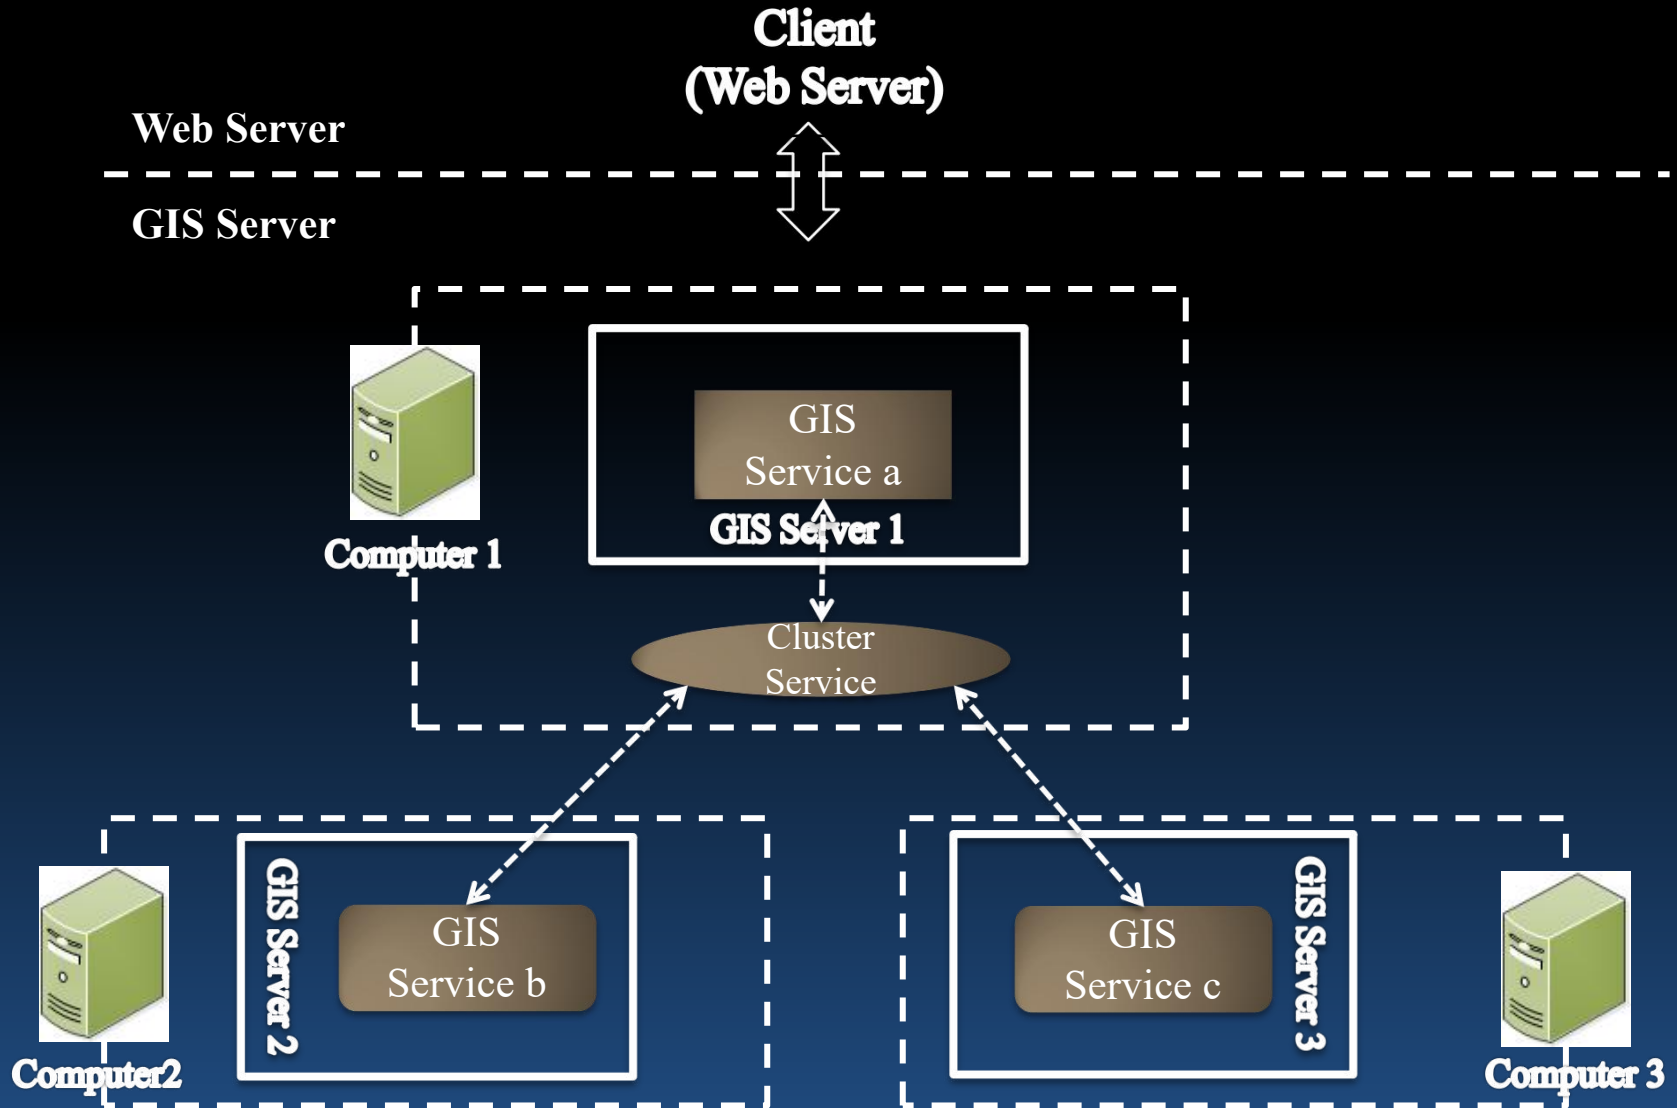 Client
(Web Server)
Web Server
GIS Server
GIS
Service a
GIS Server 1
Computer 1
Cluster
Service
GIS Server 2
GIS
Service b
GIS
Service c
GIS Server 3
Computer2
Computer 3